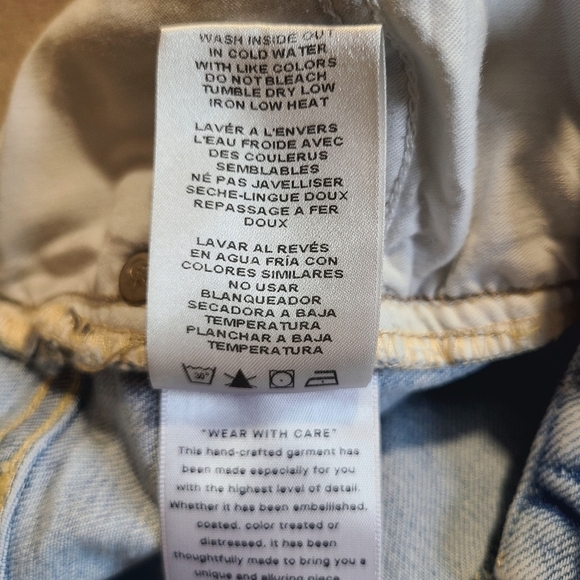 WASH INSIDE OUT
IN COLD WATER
WITH LIKE COLORS
DO NOT BLEACH
TUMBLE DRY LOW
IRON LOW HEAT
LAVÉR A L'ENVERS
L'EAU FROIDE AVEC
DES COULERUS
SEMBLABLES
NÉ PAS JAVELLISER
SECHE-LINGUE DOUX
REPASSAGE A FER
DOUX
LAVAR AL REVÉS
EN AGUA FRÍA CON
COLORES SIMILARES
NO USAR
BLANQUEADOR
SECADORA A BAJA
TEMPERATURA
PLANCHAR A BAJA
TEMPERATURA
30°
"WEAR WITH CARE"
This hand-crafted garment has
been made especially for you
with the highest level of detail.
Whether it has been embellished,
coated, color treated or
distressed, it has been
thoughtfully made to bring you a
unique and alluring piece